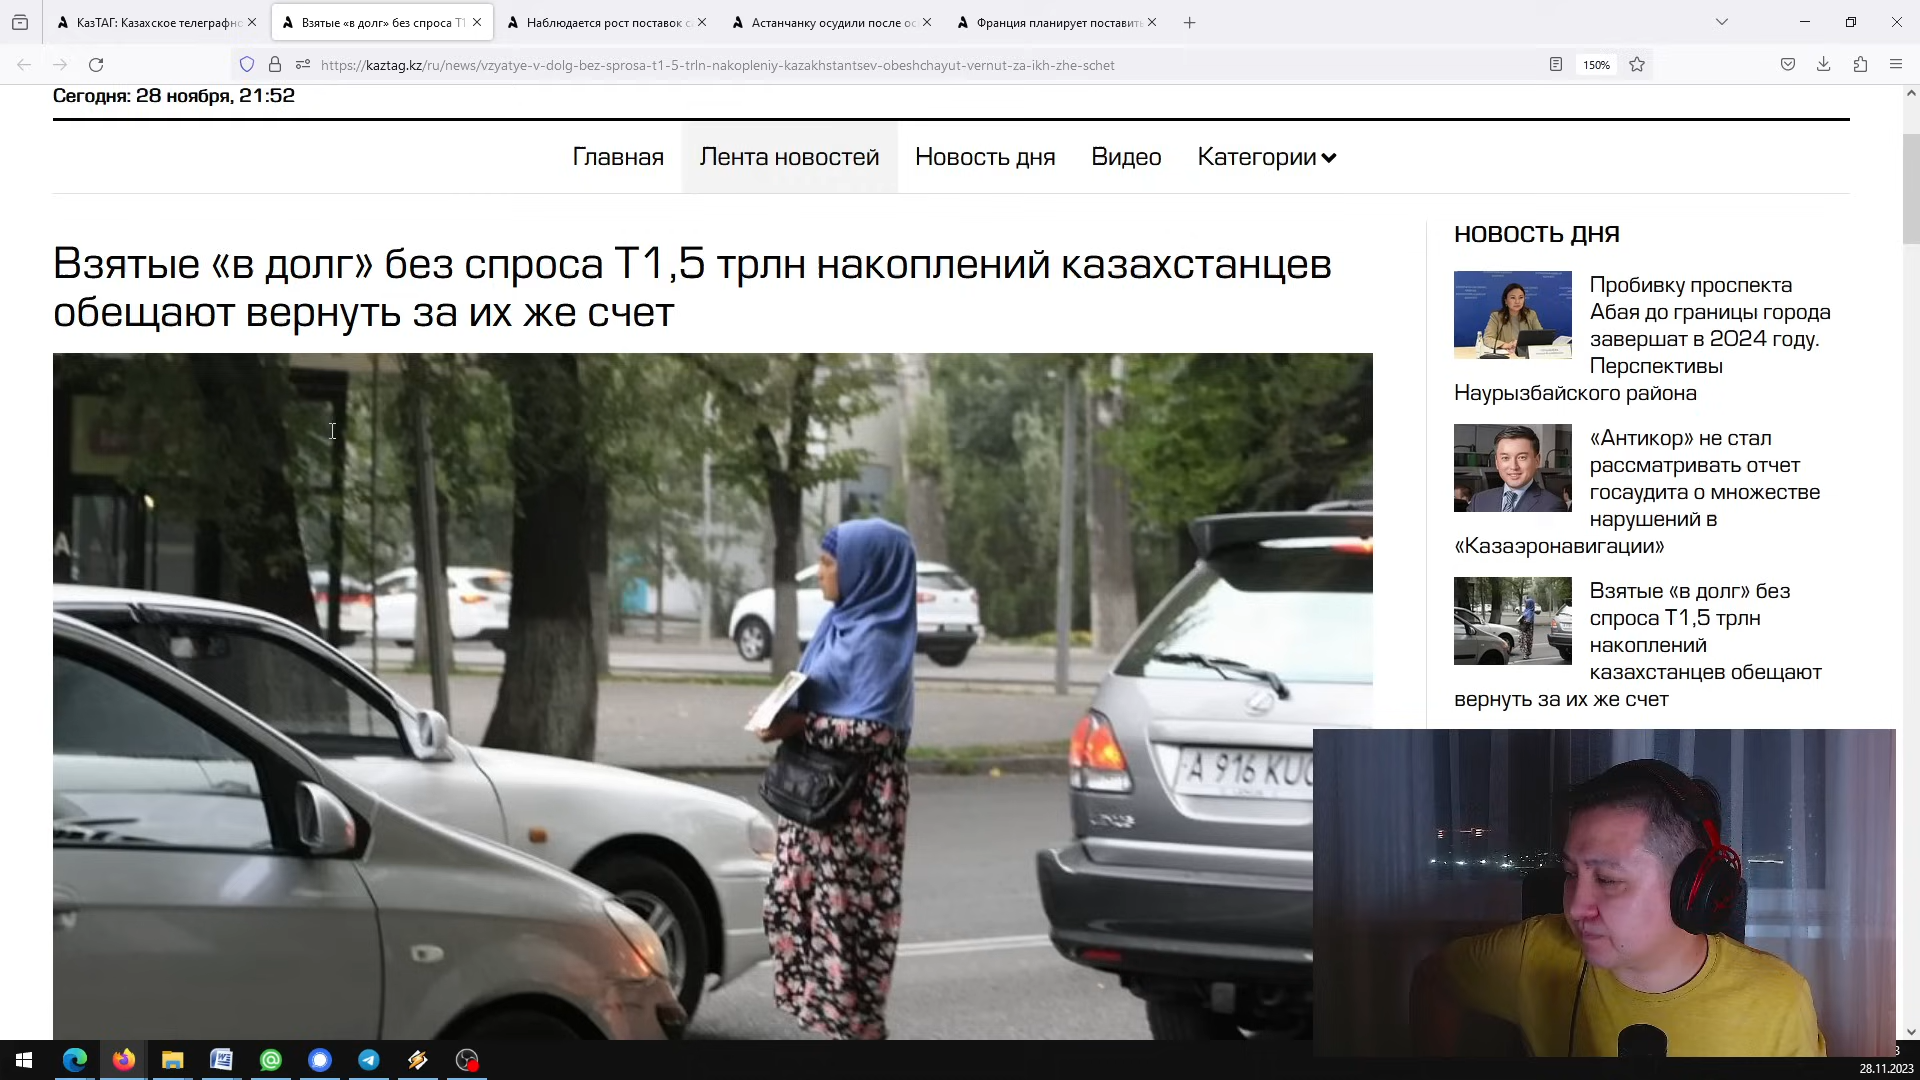 КазТАГ: Казахское телеграфн
Взятые «в долг» без спроса Т1
Наблюдается рост поставок с
Астанчанку осудили после ос
Франция планирует поставить
https://kaztag.kz/ru/news/vzyatye-v-dolg-bez-sprosa-t1-5-trln-nakopleniy-kazakhstantsev-obeshchayut-vernut-za-ikh-zhe-schet
150%
Сегодня: 28 ноября, 21:52
Главная
Лента новостей
Новость дня
Видео
Категории
Взятые «в долг» без спроса Т1,5 трлн накоплений казахстанцев
обещают вернуть за их же счет
НОВОСТЬ ДНЯ
Пробивку проспекта
Абая до границы города
завершат в 2024 году.
Перспективы
Наурызбайского района
«Антикор» не стал
рассматривать отчет
госаудита о множестве
нарушений в
«Казаэронавигации»
Взятые «в долг» без
спроса Т1,5 трлн
накоплений
казахстанцев обещают
вернуть за их же счет
A 916 KU
28.11.2023